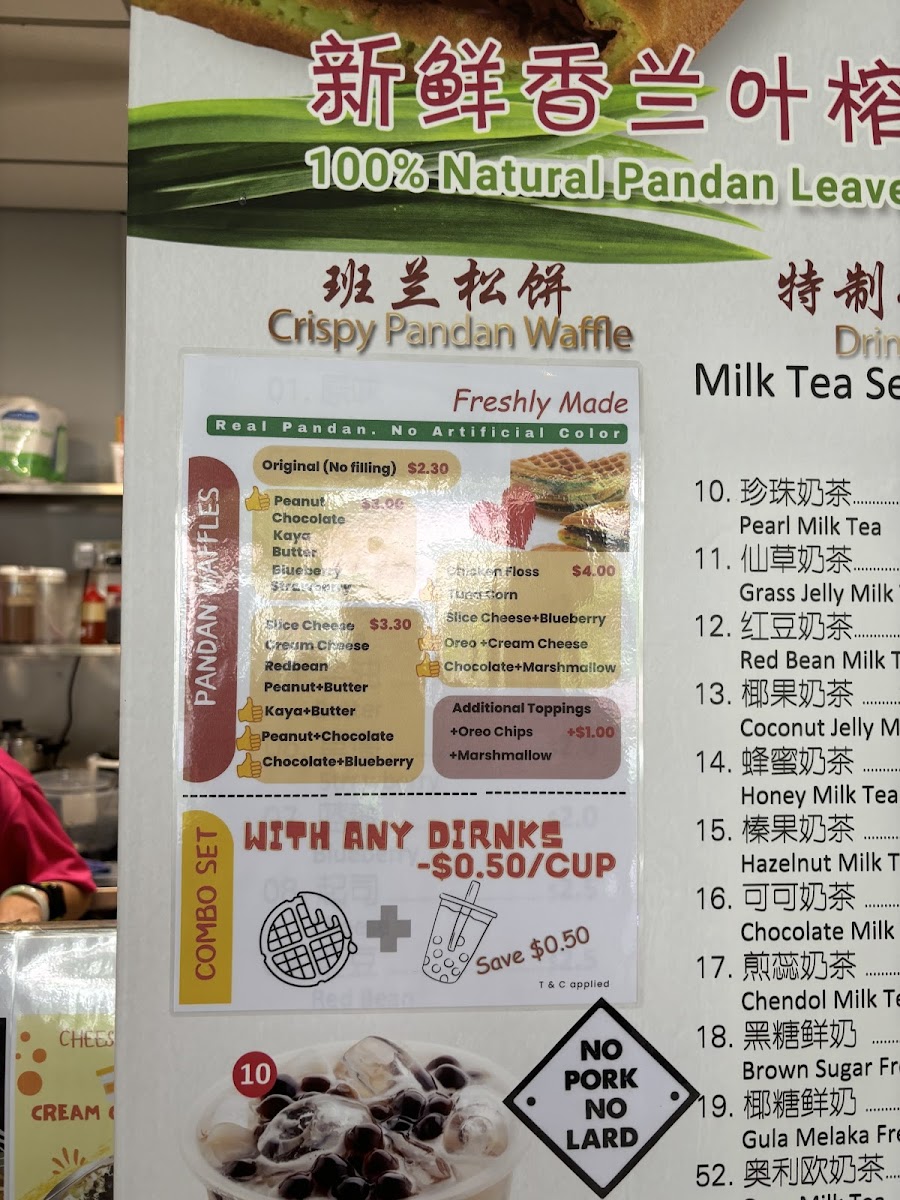 新鲜香兰叶
100% Natural Pandan Leave
班兰松饼
Crispy Pandan Waffle
Freshly Made
Real Pandan. No Artificial Color
PANDAN WAFFLES
Original (No filling) $2.30
Peanut $3.00
Chocolate
Kaya
Butter
Blueberry
Strawberry
Slice Cheese $3.30
Cream Cheese
Redbean
Peanut+Butter
Kaya+Butter
Peanut+Chocolate
Chocolate+Blueberry
Chicken Floss $4.00
Tuna Corn
Slice Cheese+Blueberry
Oreo +Cream Cheese
Chocolate+Marshmallow
Additional Toppings
+Oreo Chips +$1.00
+Marshmallow
COMBO SET
WITH ANY DIRNKS
-$0.50/CUP
Save $0.50
T & C applied
特制
Drin
Milk Tea Se
10. 珍珠奶茶
Pearl Milk Tea
11. 仙草奶茶
Grass Jelly Milk
12. 红豆奶茶
Red Bean Milk T
13. 椰果奶茶
Coconut Jelly M
14. 蜂蜜奶茶
Honey Milk Tea
15. 榛果奶茶
Hazelnut Milk T
16. 可可奶茶
Chocolate Milk
17. 煎蕊奶茶
Chendol Milk Te
18. 黑糖鲜奶
Brown Sugar Fr
19. 椰糖鲜奶
Gula Melaka Fre
52. 奥利欧奶茶
10
NO
PORK
NO
LARD
CHEES
CREAM